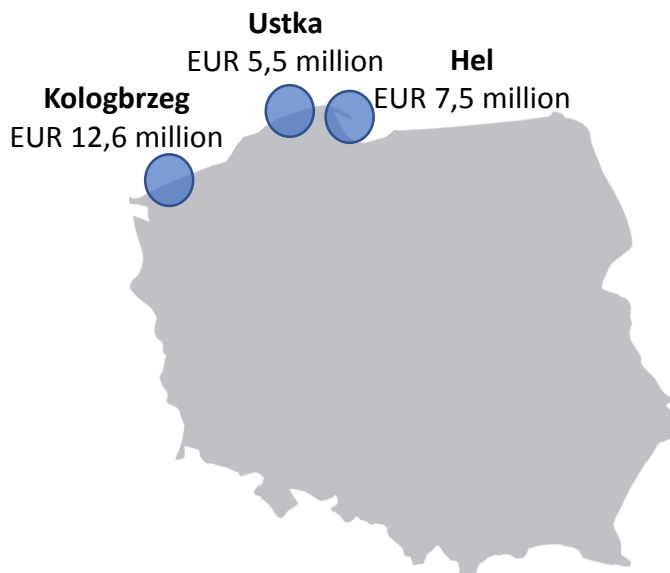 Ustka
EUR 5,5 million
Hel
EUR 7,5 million
Kologbrzeg
EUR 12,6 million